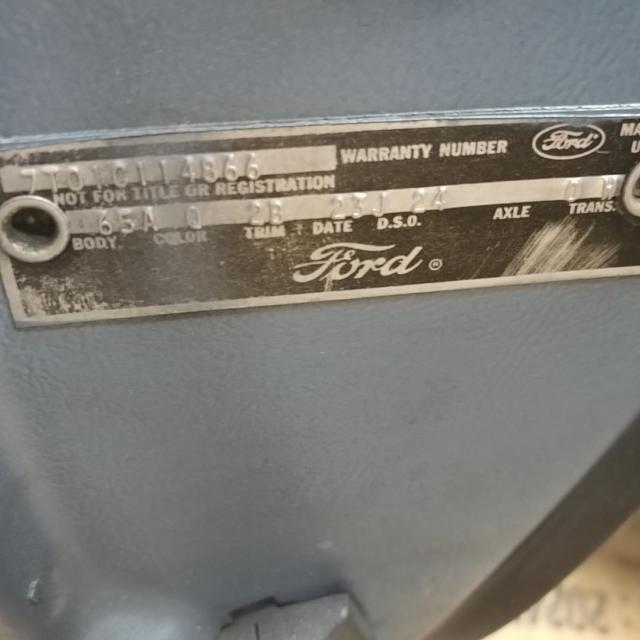 7T01C114866 WARRANTY NUMBER Ford MA
NOT FOR TITLE OR REGISTRATION U
65A Q 2B 23J 24
BODY COLOR TRIM DATE D.S.O. AXLE TRANS.
Ford ®